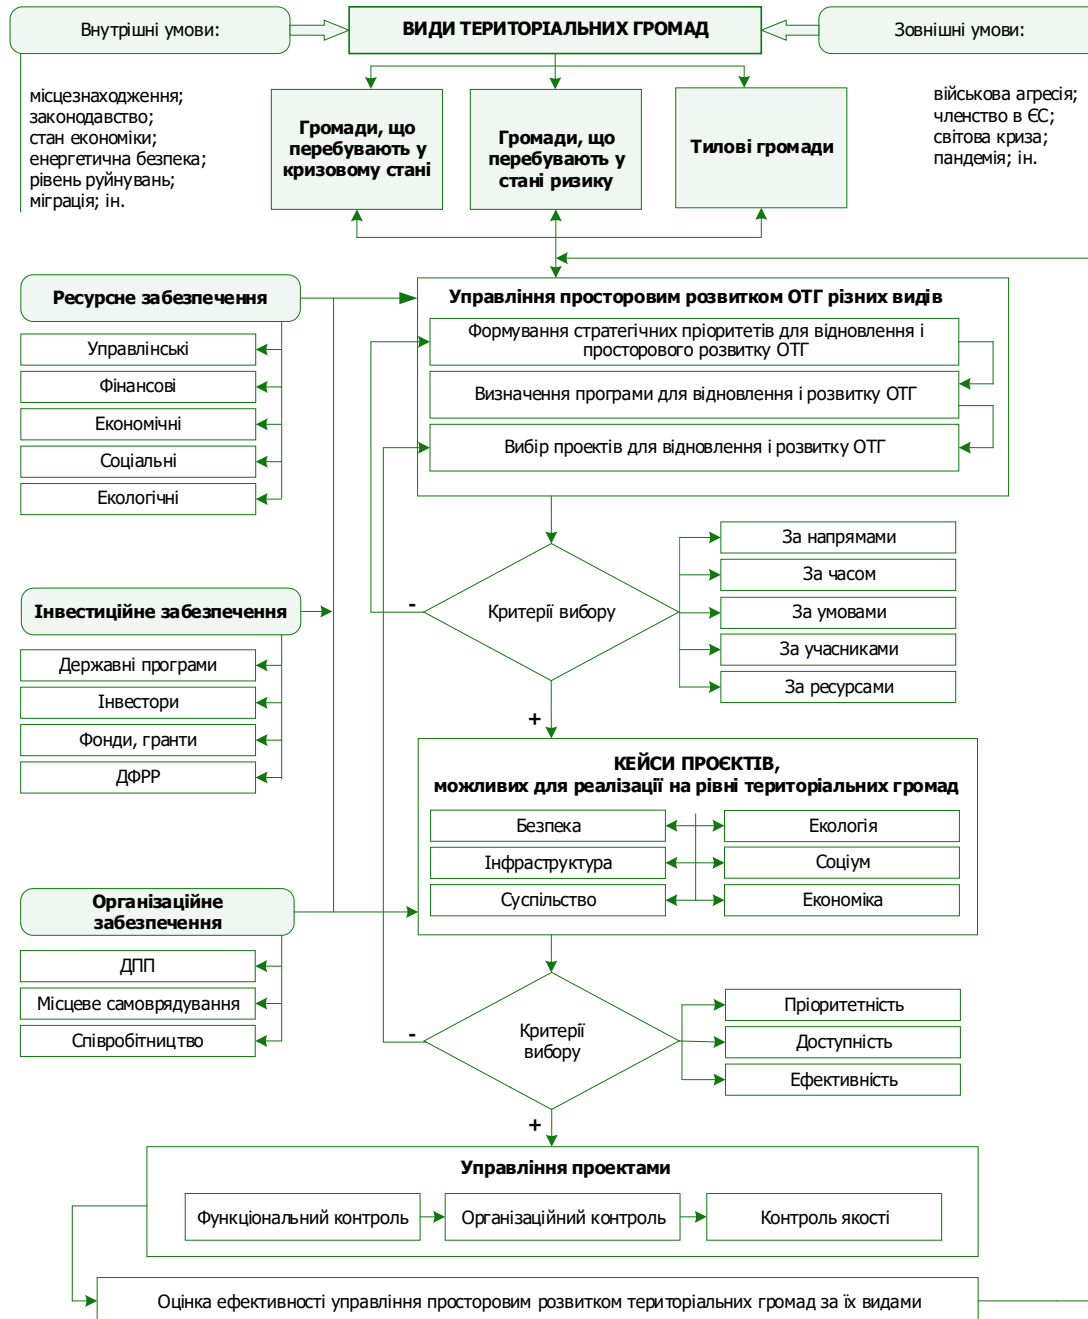 Внутрішні умови:
ВИДИ ТЕРИТОРІАЛЬНИХ ГРОМАД
Зовнішні умови:
місцезнаходження;
законодавство;
стан економіки;
енергетична безпека;
рівень руйнувань;
міграція; ін.
Громади, що
перебувають у
кризовому стані
Громади, що
перебувають у
стані ризику
Тилові громади
військова агресія;
членство в ЄС;
світова криза;
пандемія; ін.
Ресурсне забезпечення
Управлінські
Фінансові
Економічні
Соціальні
Екологічні
Управління просторовим розвитком ОТГ різних видів
Формування стратегічних пріоритетів для відновлення і
просторового розвитку ОТГ
Визначення програми для відновлення і розвитку ОТГ
Вибір проектів для відновлення і розвитку ОТГ
Критерії вибору
-
+
За напрямами
За часом
За умовами
За учасниками
За ресурсами
Інвестиційне забезпечення
Державні програми
Інвестори
Фонди, гранти
ДФРР
КЕЙСИ ПРОЄКТІВ,
можливих для реалізації на рівні територіальних громад
Безпека
Екологія
Інфраструктура
Соціум
Суспільство
Економіка
Організаційне
забезпечення
ДПП
Місцеве самоврядування
Співробітництво
Критерії
вибору
-
+
Пріоритетність
Доступність
Ефективність
Управління проектами
Функціональний контроль
Організаційний контроль
Контроль якості
Оцінка ефективності управління просторовим розвитком територіальних громад за їх видами